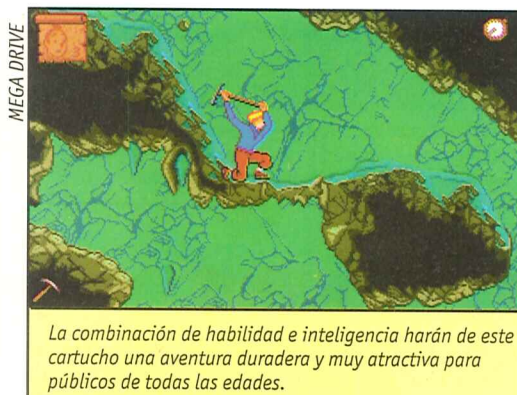 MEGA DRIVE
La combinación de habilidad e inteligencia harán de este
cartucho una aventura duradera y muy atractiva para
públicos de todas las edades.